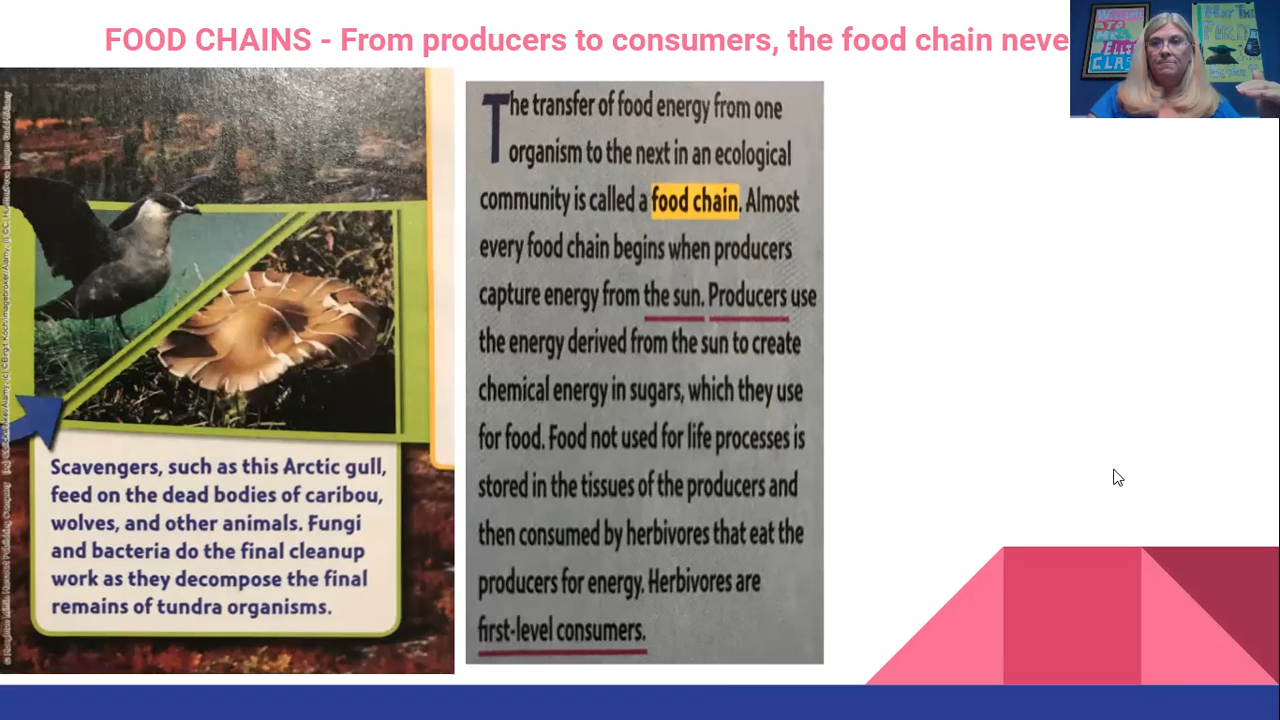 FOOD CHAINS - From producers to consumers, the food chain neve
Scavengers, such as this Arctic gull,
feed on the dead bodies of caribou,
wolves, and other animals. Fungi
and bacteria do the final cleanup
work as they decompose the final
remains of tundra organisms.
The transfer of food energy from one
organism to the next in an ecological
community is called a food chain. Almost
every food chain begins when producers
capture energy from the sun. Producers use
the energy derived from the sun to create
chemical energy in sugars, which they use
for food. Food not used for life processes is
stored in the tissues of the producers and
then consumed by herbivores that eat the
producers for energy. Herbivores are
first-level consumers.
WELCOME
TO
CLAS